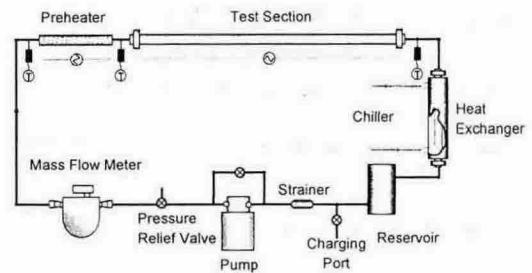 Preheater
Test Section
T
T
T
Chiller
Heat
Exchanger
Mass Flow Meter
Strainer
Pressure
Relief Valve
Pump
Charging
Port
Reservoir